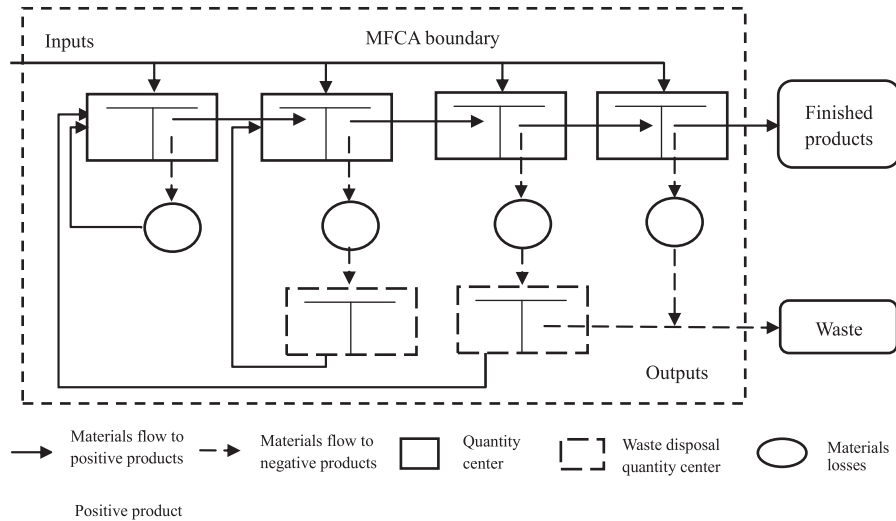 Inputs
MFCA boundary
Finished
products
Waste
Outputs
Materials flow to
positive products
Materials flow to
negative products
Quantity
center
Waste disposal
quantity center
Materials
losses
Positive product